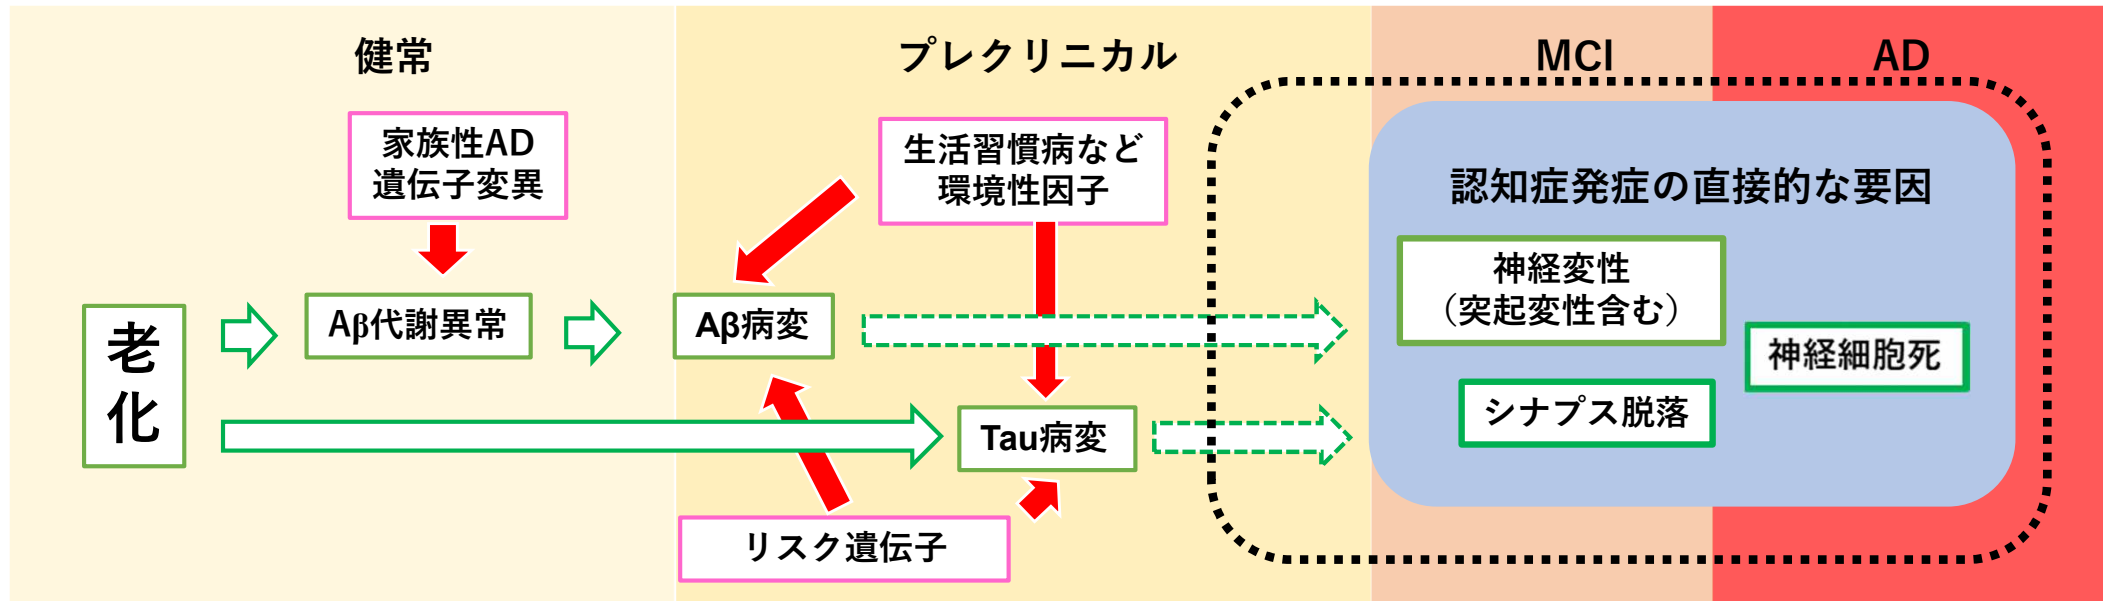 健常
プレクリニカル
MCI
AD
家族性AD
遺伝子変異
生活習慣病など
環境性因子
認知症発症の直接的な要因
老
化
Aβ代謝異常
Aβ病変
Tau病変
リスク遺伝子
神経変性
（突起変性含む）
シナプス脱落
神経細胞死